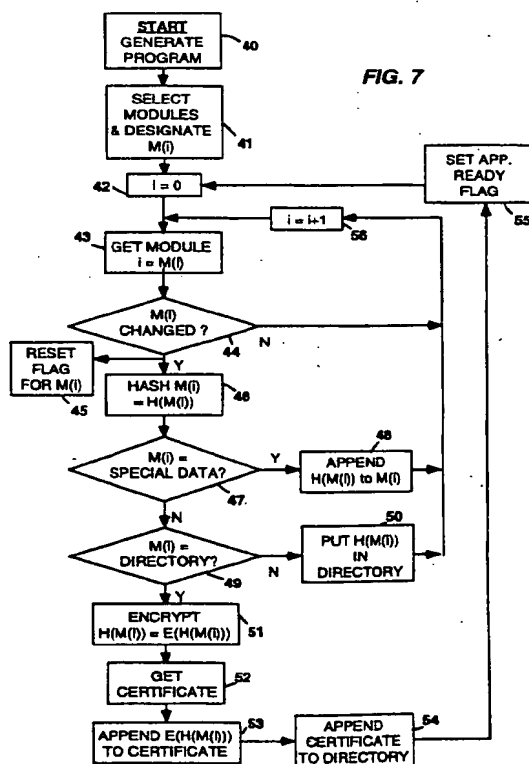 START
GENERATE
PROGRAM
40
FIG. 7
SELECT
MODULES
& DESIGNATE
M(i)
41
SET APP.
READY
FLAG
55
i = 0
42
i = i+1
56
43
GET MODULE
i = M(i)
M(i)
CHANGED ?
44
N
Y
RESET
FLAG
FOR M(i)
45
46
HASH M(i)
= H(M(i))
M(i) =
SPECIAL DATA?
47
Y
48
APPEND
H(M(i)) to M(i)
N
M(i) =
DIRECTORY?
49
N
50
PUT H(M(i))
IN
DIRECTORY
Y
ENCRYPT
H(M(i)) = E(H(M(i)))
51
GET
CERTIFICATE
52
APPEND E(H(M(i)))
TO CERTIFICATE
53
APPEND
CERTIFICATE
TO DIRECTORY
54